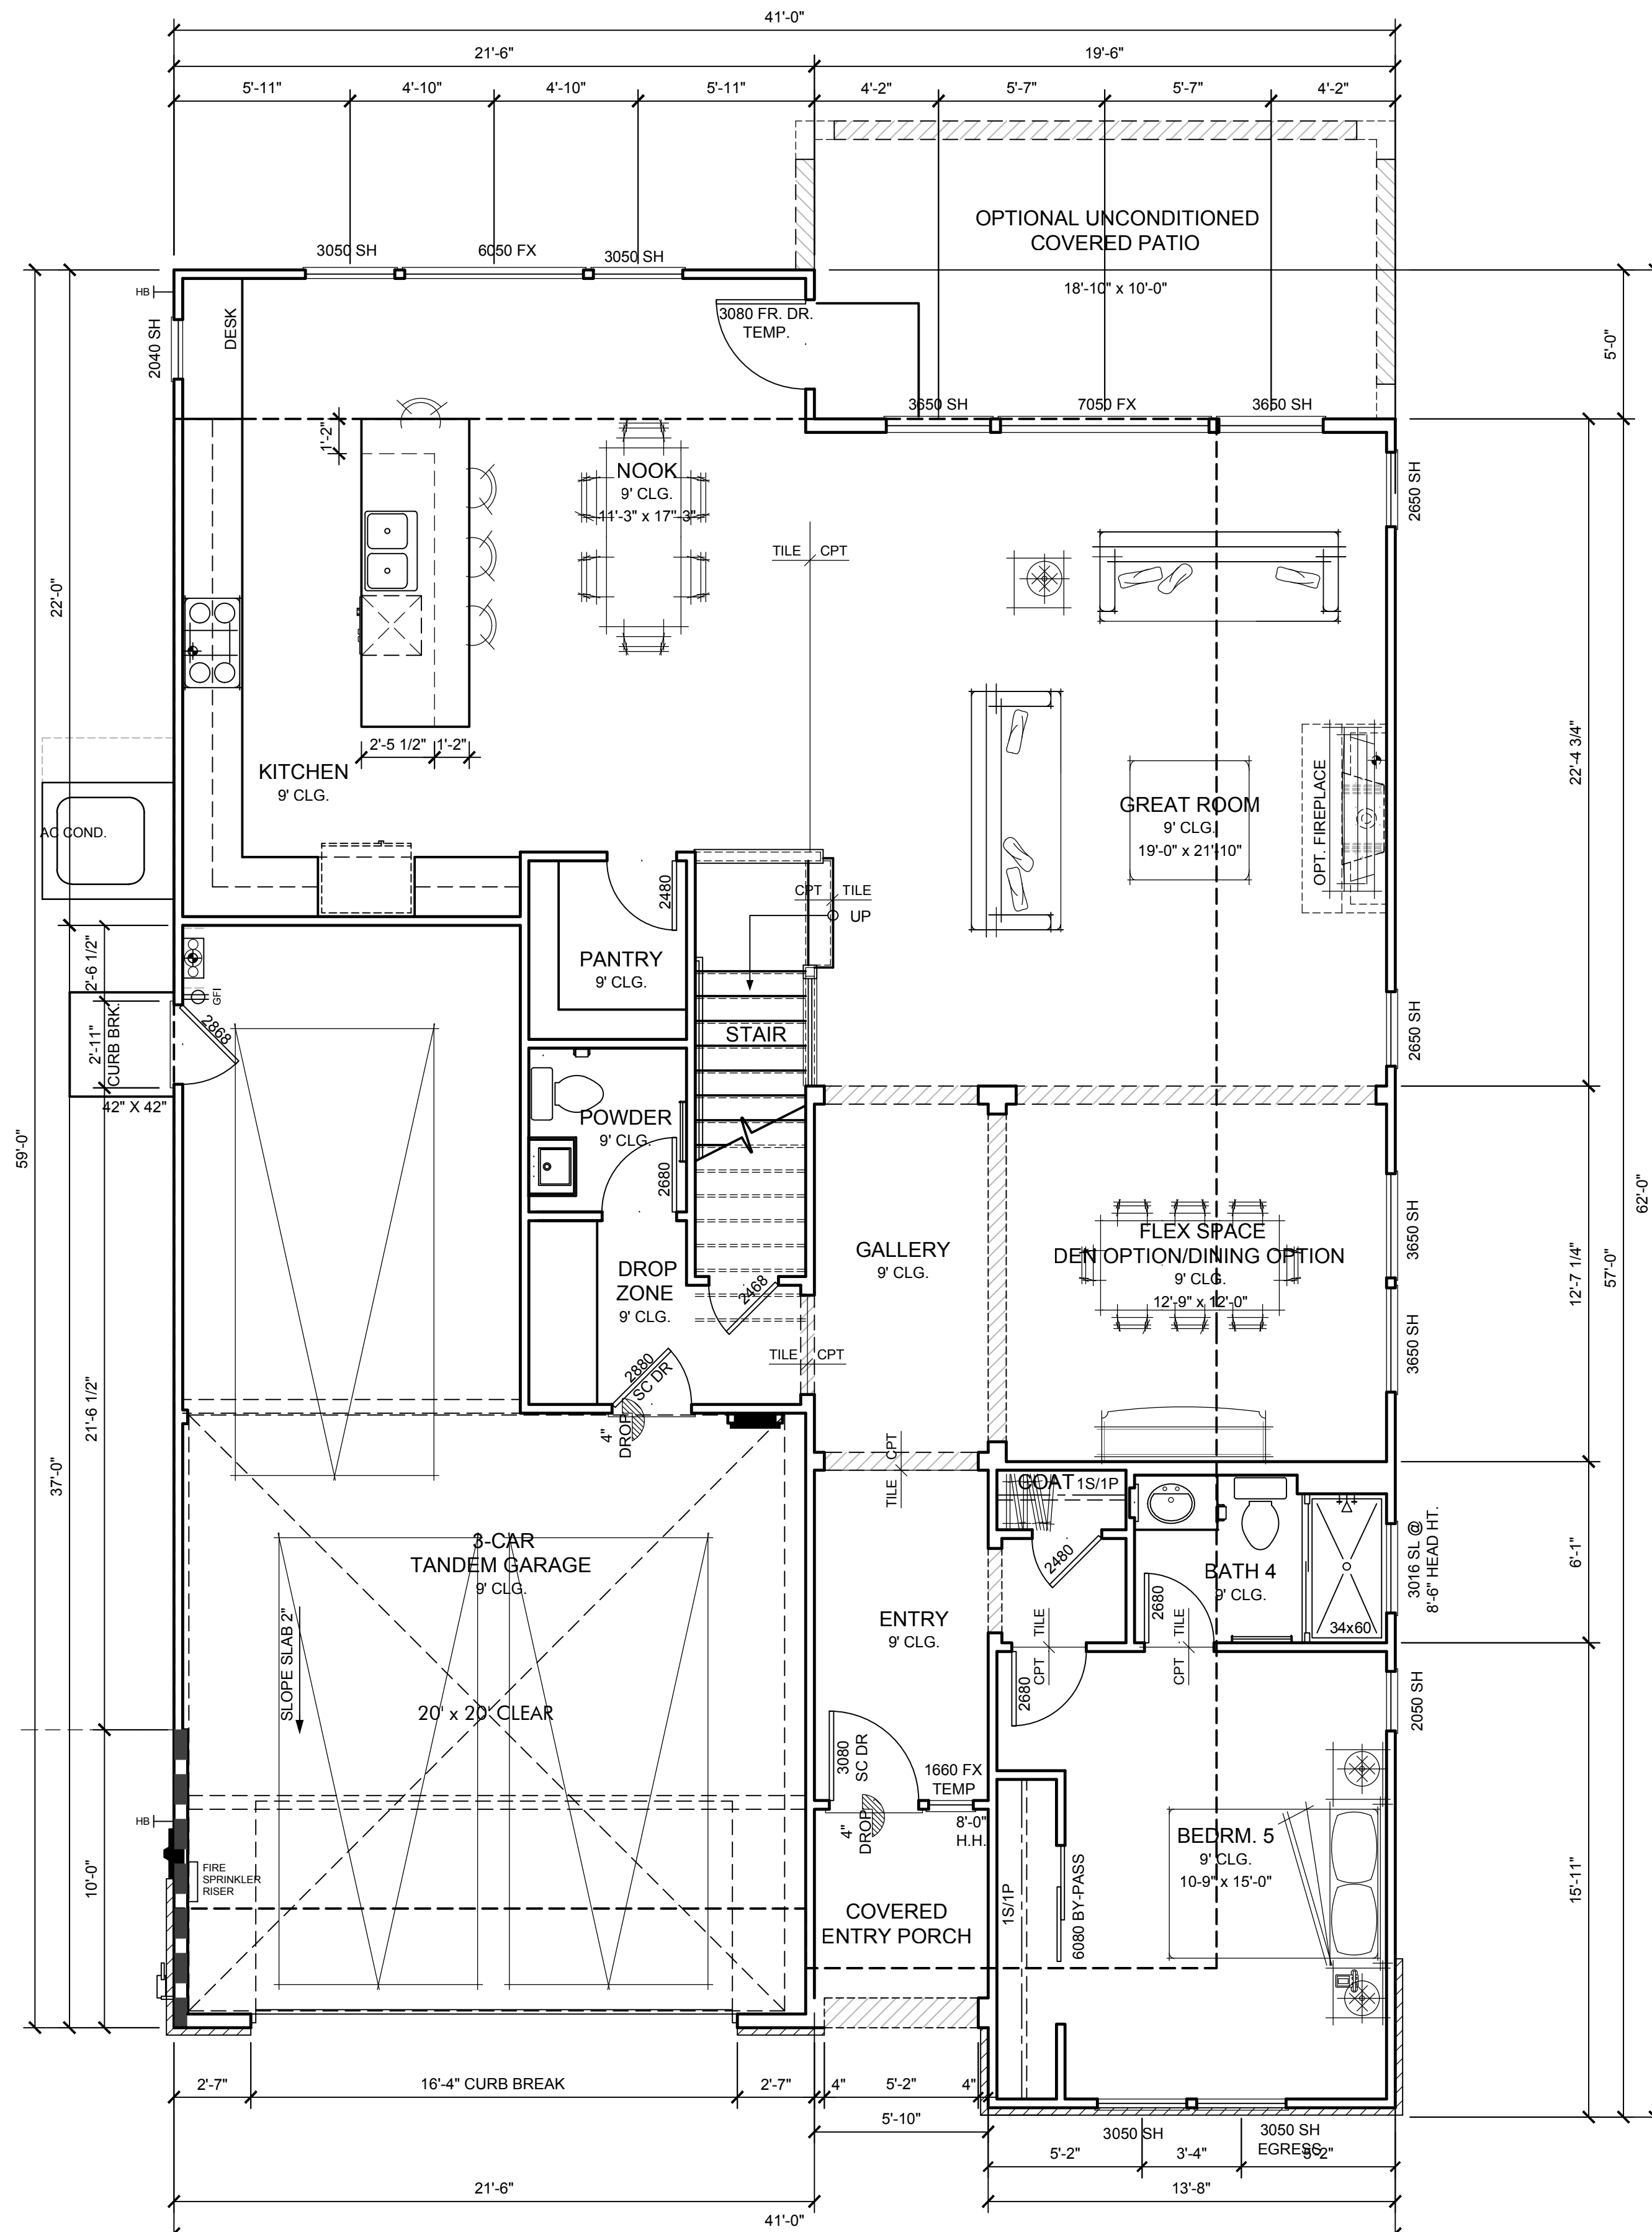 41'-0"
21'-6"
19'-6"
5'-11"
4'-10"
4'-10"
5'-11"
4'-2"
5'-7"
5'-7"
4'-2"
OPTIONAL UNCONDITIONED
COVERED PATIO
18'-10" x 10'-0"
3050 SH
6050 FX
3050 SH
HB
2040 SH
DESK
3080 FR. DR.
TEMP.
5'-0"
3650 SH
7050 FX
3650 SH
1'-2"
NOOK
9' CLG.
11'-3" x 17"-3"
2650 SH
TILE
CPT
22'-0"
2'-5 1/2"
1'-2"
KITCHEN
9' CLG.
GREAT ROOM
9' CLG.
19'-0" x 21'-10"
OPT. FIREPLACE
22'-4 3/4"
AC COND.
2480
CPT
TILE
UP
PANTRY
9' CLG.
2'-6 1/2"
GFI
2868
2'-11"
CURB BRK.
42" X 42"
STAIR
2650 SH
59'-0"
POWDER
9' CLG.
2680
62'-0"
GALLERY
9' CLG.
FLEX SPACE
DEN OPTION/DINING OPTION
9' CLG.
12'-9" x 12'-0"
3650 SH
3650 SH
12'-7 1/4"
57'-0"
DROP
ZONE
9' CLG.
2468
TILE
CPT
2880
SC DR
4"
DROP
21'-6 1/2"
37'-0"
CPT
TILE
COAT
1S/1P
2480
3-CAR
TANDEM GARAGE
9' CLG.
BATH 4
9' CLG.
2680
34x60
3016 SL @
8'-6" HEAD HT.
6'-1"
ENTRY
9' CLG.
TILE
CPT
TILE
CPT
2680
SLOPE SLAB 2"
20' x 20' CLEAR
2050 SH
3080
SC DR
1660 FX
TEMP
4"
DROP
8'-0"
H.H.
HB
FIRE
SPRINKLER
RISER
10'-0"
BEDRM. 5
9' CLG.
10-9" x 15'-0"
1S/1P
6080 BY-PASS
15'-11"
COVERED
ENTRY PORCH
2'-7"
16'-4" CURB BREAK
2'-7"
4"
5'-2"
4"
5'-10"
3050 SH
3050 SH
EGRESS
5'-2"
3'-4"
5'-2"
21'-6"
13'-8"
41'-0"